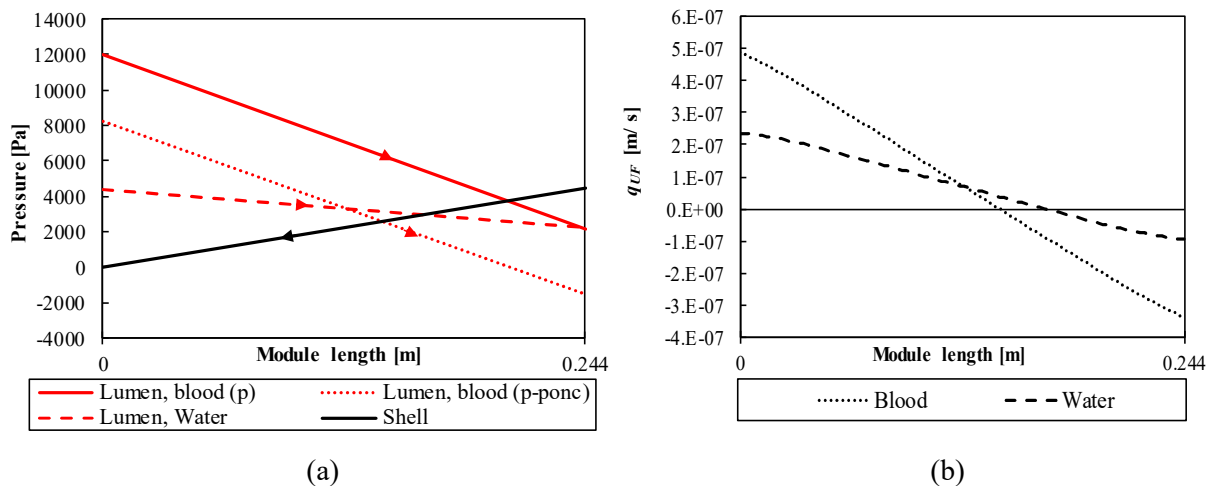 14000
12000
10000
8000
6000
4000
2000
0
-2000
-4000
Pressure [Pa]
0
Module length [m]
0.244
Lumen, blood (p)
Lumen, blood (p-ponc)
Lumen, Water
Shell
(a)
6.E-07
5.E-07
4.E-07
3.E-07
2.E-07
1.E-07
0.E+00
-1.E-07
-2.E-07
-3.E-07
-4.E-07
qUF [m/ s]
0
Module length [m]
0.244
Blood
Water
(b)